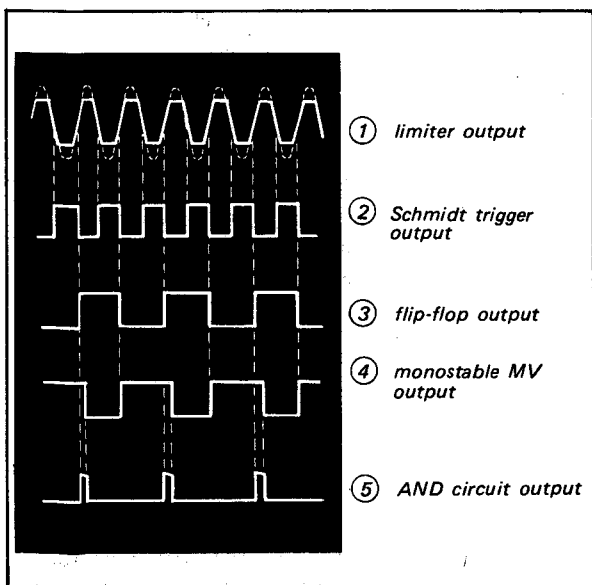 ① limiter output
② Schmidt trigger
output
③ flip-flop output
④ monostable MV
output
⑤ AND circuit output